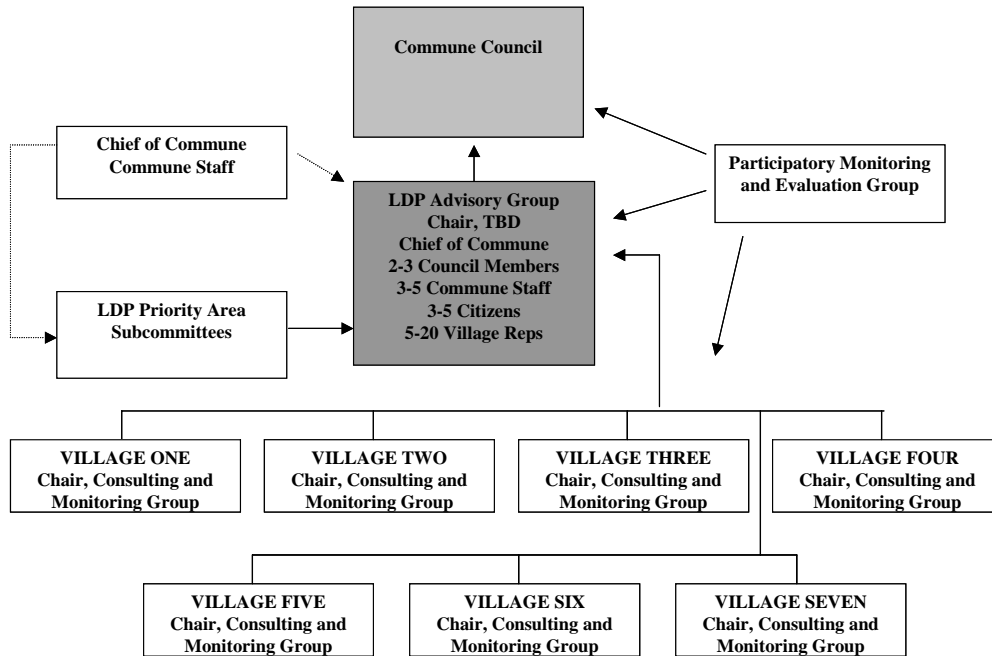 Commune Council
Chief of Commune
Commune Staff
Participatory Monitoring
and Evaluation Group
LDP Advisory Group
Chair, TBD
Chief of Commune
2-3 Council Members
3-5 Commune Staff
3-5 Citizens
5-20 Village Reps
LDP Priority Area
Subcommittees
VILLAGE ONE
Chair, Consulting and
Monitoring Group
VILLAGE TWO
Chair, Consulting and
Monitoring Group
VILLAGE THREE
Chair, Consulting and
Monitoring Group
VILLAGE FOUR
Chair, Consulting and
Monitoring Group
VILLAGE FIVE
Chair, Consulting and
Monitoring Group
VILLAGE SIX
Chair, Consulting and
Monitoring Group
VILLAGE SEVEN
Chair, Consulting and
Monitoring Group